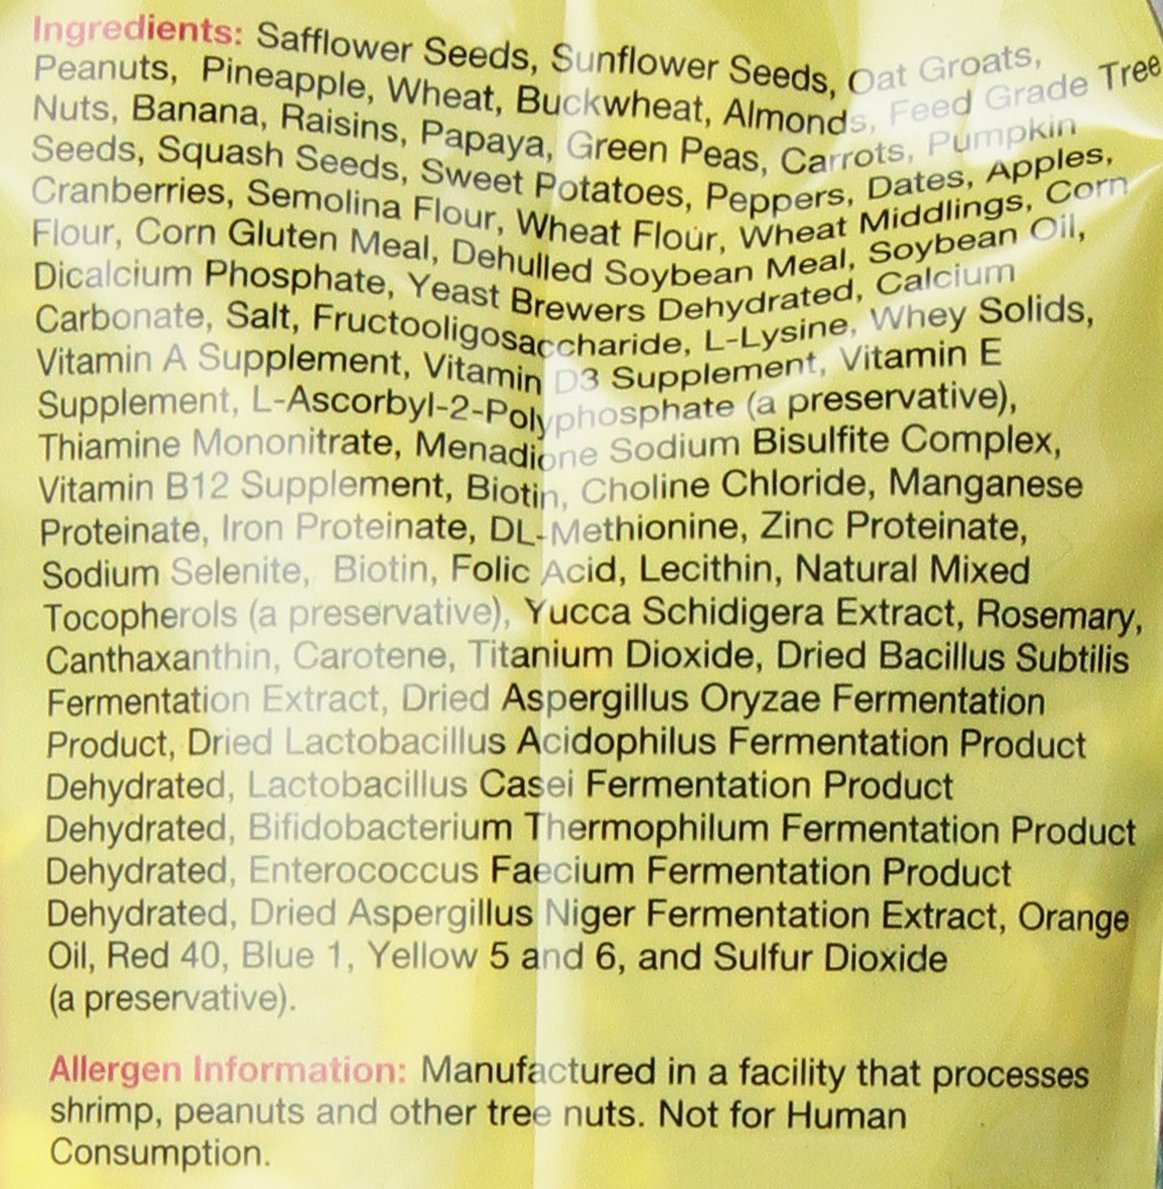 Ingredients: Safflower Seeds, Sunflower Seeds, Oat Groats,
Peanuts, Pineapple, Wheat, Buckwheat, Almonds, Feed Grade Tree
Nuts, Banana, Raisins, Papaya, Green Peas, Carrots, Pumpkin
Seeds, Squash Seeds, Sweet Potatoes, Peppers, Dates, Apples,
Cranberries, Semolina Flour, Wheat Flour, Wheat Middlings, Corn
Flour, Corn Gluten Meal, Dehulled Soybean Meal, Soybean Oil,
Dicalcium Phosphate, Yeast Brewers Dehydrated, Calcium
Carbonate, Salt, Fructooligosaccharide, L-Lysine, Whey Solids,
Vitamin A Supplement, Vitamin D3 Supplement, Vitamin E
Supplement, L-Ascorbyl-2-Polyphosphate (a preservative),
Thiamine Mononitrate, Menadione Sodium Bisulfite Complex,
Vitamin B12 Supplement, Biotin, Choline Chloride, Manganese
Proteinate, Iron Proteinate, DL-Methionine, Zinc Proteinate,
Sodium Selenite, Biotin, Folic Acid, Lecithin, Natural Mixed
Tocopherols (a preservative), Yucca Schidigera Extract, Rosemary,
Canthaxanthin, Carotene, Titanium Dioxide, Dried Bacillus Subtilis
Fermentation Extract, Dried Aspergillus Oryzae Fermentation
Product, Dried Lactobacillus Acidophilus Fermentation Product
Dehydrated, Lactobacillus Casei Fermentation Product
Dehydrated, Bifidobacterium Thermophilum Fermentation Product
Dehydrated, Enterococcus Faecium Fermentation Product
Dehydrated, Dried Aspergillus Niger Fermentation Extract, Orange
Oil, Red 40, Blue 1, Yellow 5 and 6, and Sulfur Dioxide
(a preservative).
Allergen Information: Manufactured in a facility that processes
shrimp, peanuts and other tree nuts. Not for Human
Consumption.